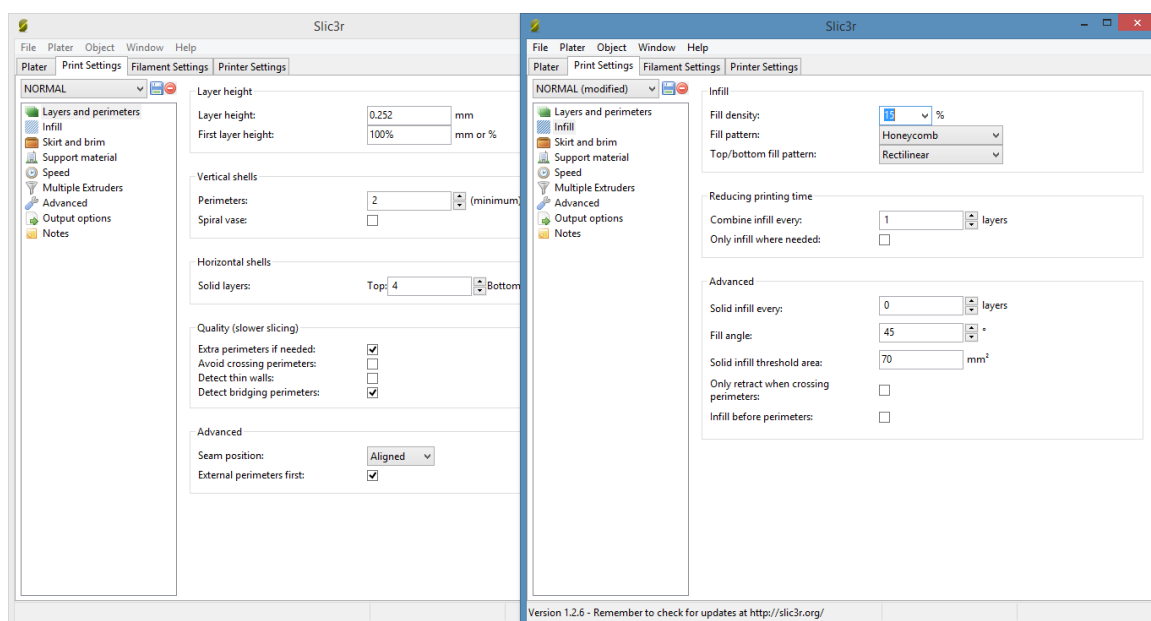 Slic3r
File Plater Object Window Help
Plater Print Settings Filament Settings Printer Settings
NORMAL
Layers and perimeters
Infill
Skirt and brim
Support material
Speed
Multiple Extruders
Advanced
Output options
Notes
Layer height
Layer height: 0.252 mm
First layer height: 100% mm or %
Vertical shells
Perimeters: 2 (minimum)
Spiral vase:
Horizontal shells
Solid layers: Top: 4 Bottom
Quality (slower slicing)
Extra perimeters if needed:
Avoid crossing perimeters:
Detect thin walls:
Detect bridging perimeters:
Advanced
Seam position: Aligned
External perimeters first:
Slic3r
File Plater Object Window Help
Plater Print Settings Filament Settings Printer Settings
NORMAL (modified)
Layers and perimeters
Infill
Skirt and brim
Support material
Speed
Multiple Extruders
Advanced
Output options
Notes
Infill
Fill density: 15 %
Fill pattern: Honeycomb
Top/bottom fill pattern: Rectilinear
Reducing printing time
Combine infill every: 1 layers
Only infill where needed:
Advanced
Solid infill every: 0 layers
Fill angle: 45 °
Solid infill threshold area: 70 mm²
Only retract when crossing
perimeters:
Infill before perimeters:
Version 1.2.6 - Remember to check for updates at http://slic3r.org/